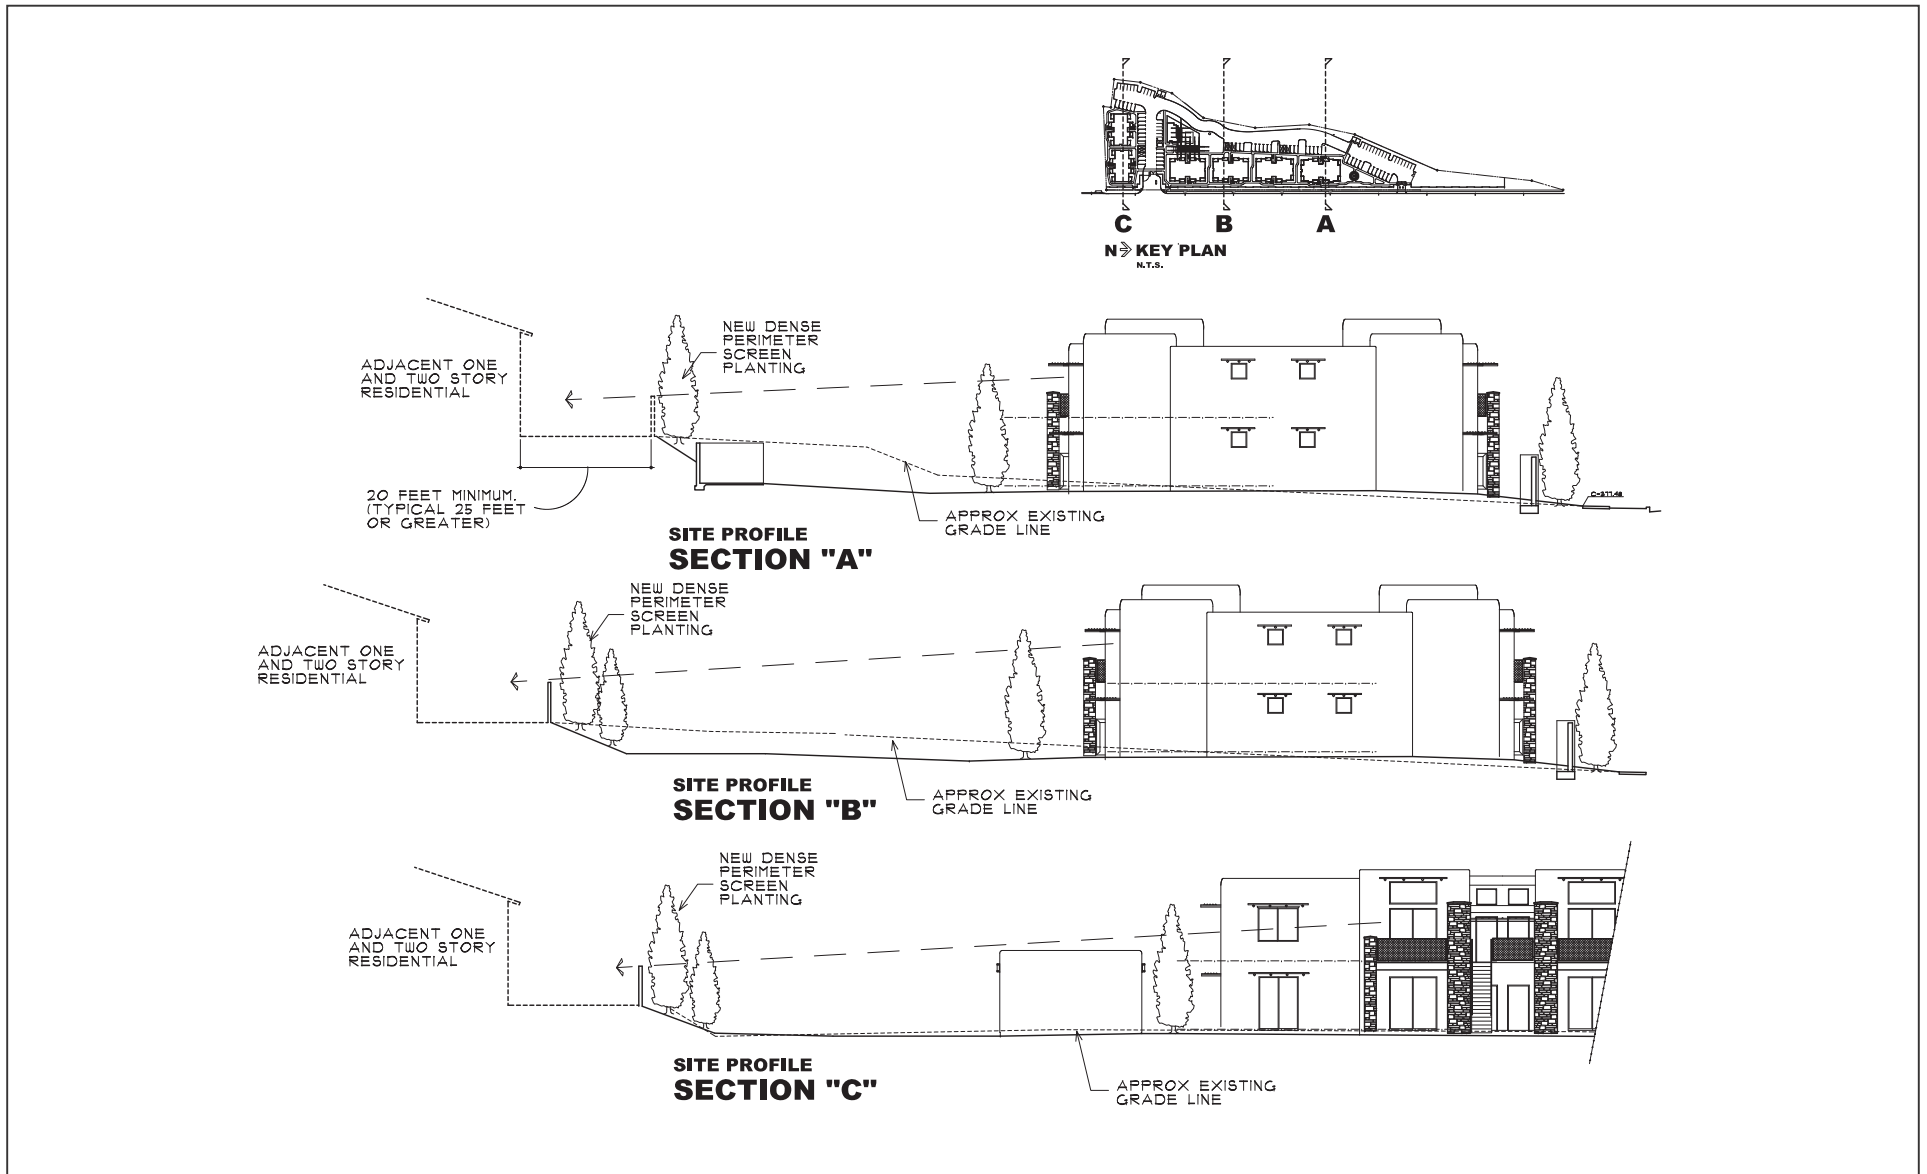 C
B
A
N KEY PLAN
N.T.S.
NEW DENSE
PERIMETER
SCREEN
PLANTING
ADJACENT ONE
AND TWO STORY
RESIDENTIAL
20 FEET MINIMUM.
(TYPICAL 25 FEET
OR GREATER)
APPROX EXISTING
GRADE LINE
SITE PROFILE
SECTION "A"
NEW DENSE
PERIMETER
SCREEN
PLANTING
ADJACENT ONE
AND TWO STORY
RESIDENTIAL
SITE PROFILE
SECTION "B"
APPROX EXISTING
GRADE LINE
NEW DENSE
PERIMETER
SCREEN
PLANTING
ADJACENT ONE
AND TWO STORY
RESIDENTIAL
SITE PROFILE
SECTION "C"
APPROX EXISTING
GRADE LINE